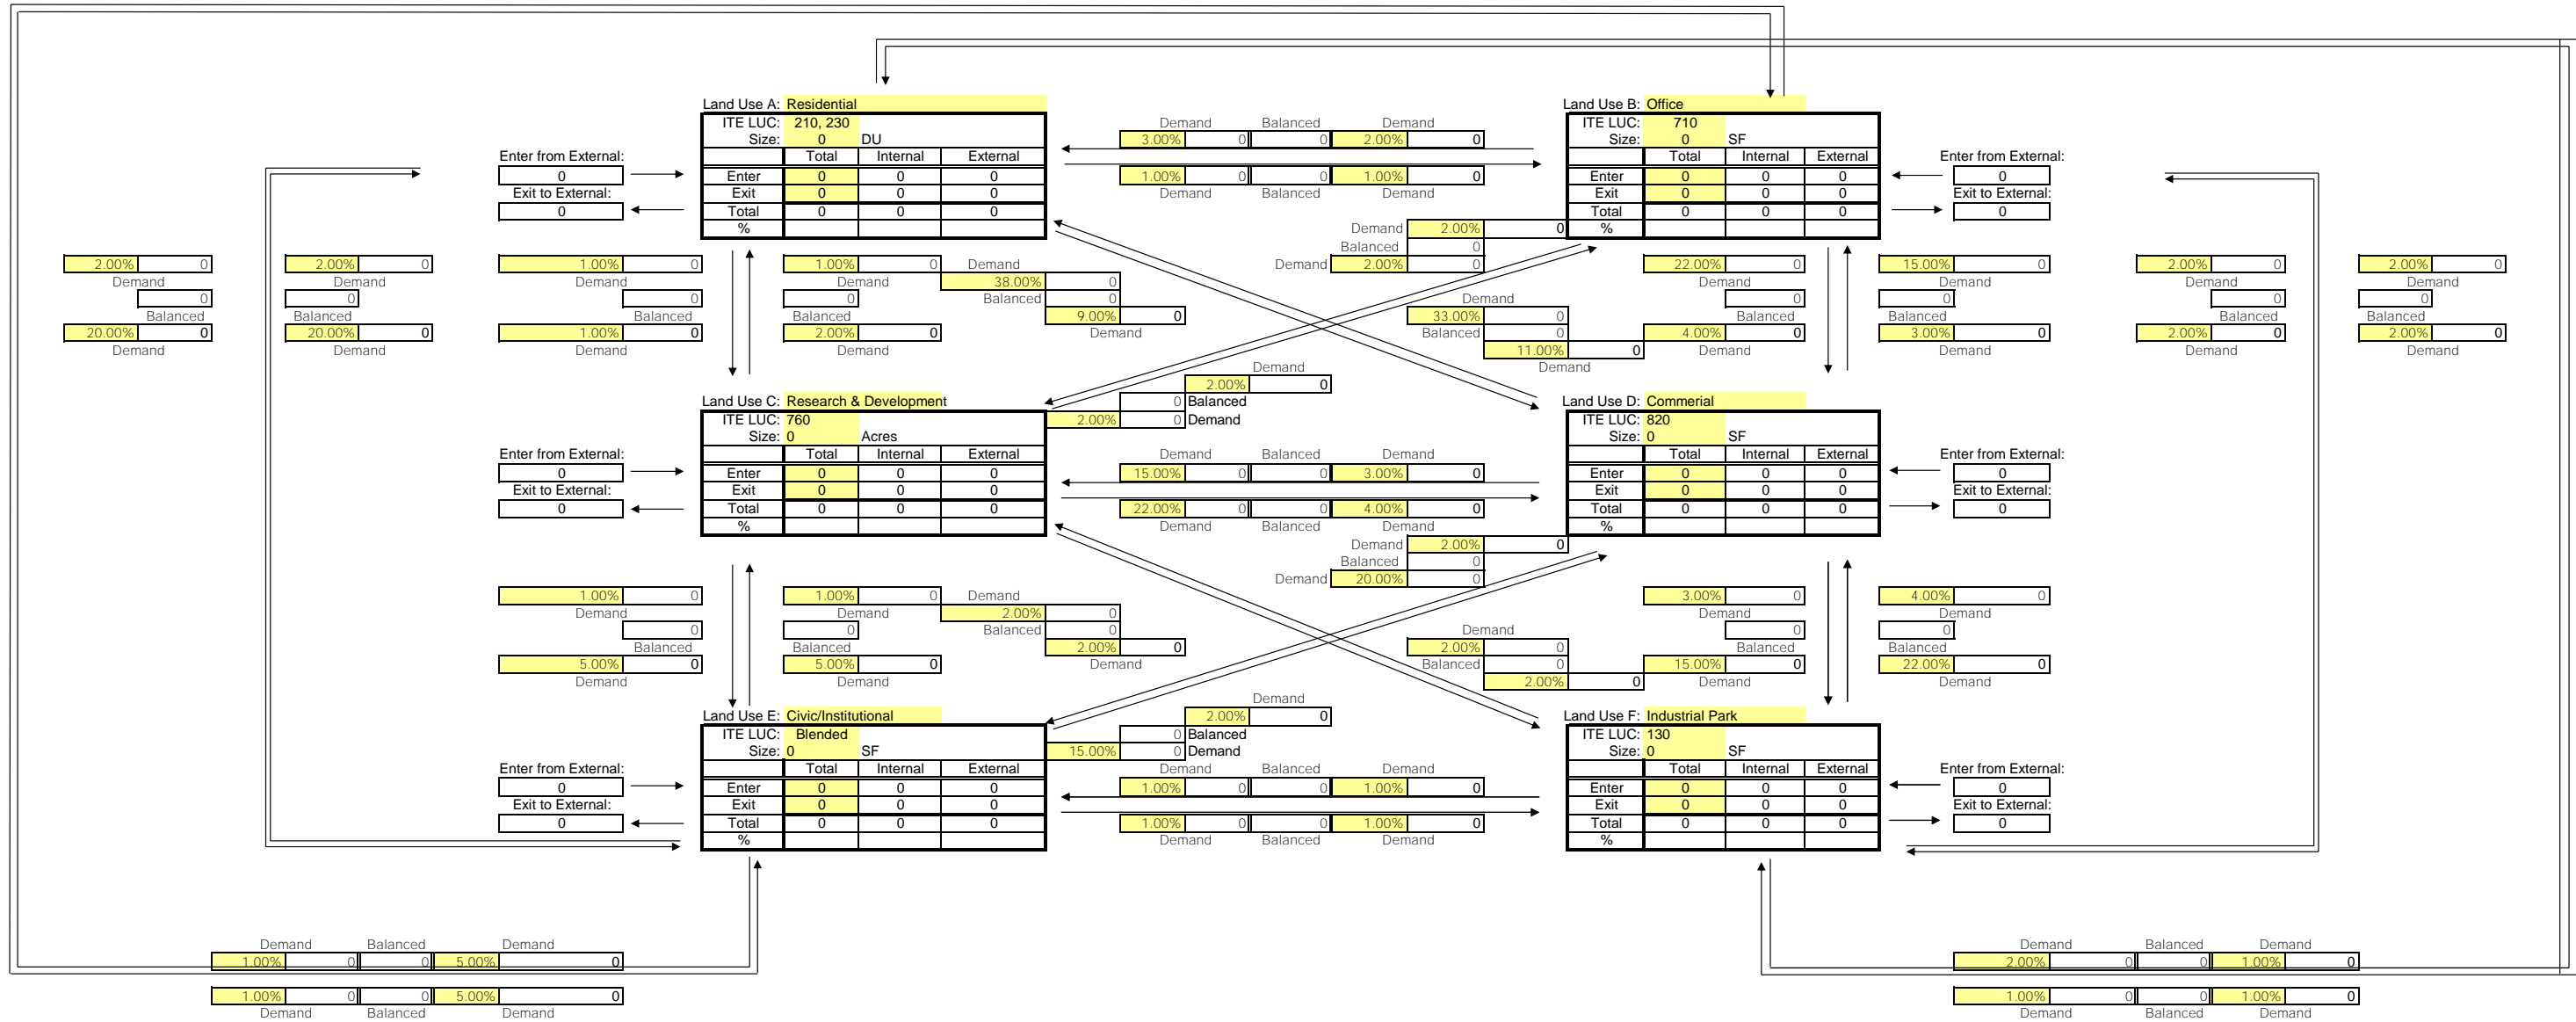 Land Use A: Residential
ITE LUC: 210, 230
Size: 0 DU
Total Internal External
Enter 0 0 0
Exit 0 0 0
Total 0 0 0
%
Enter from External:
0
Exit to External:
0
Demand Balanced Demand
3.00% 0 0 2.00% 0
1.00% 0 0 1.00% 0
Demand Balanced Demand
Land Use B: Office
ITE LUC: 710
Size: 0 SF
Total Internal External
Enter 0 0 0
Exit 0 0 0
Total 0 0 0
%
Enter from External:
0
Exit to External:
0
Demand 2.00% 0
Balanced 0
Demand 2.00% 0
2.00% 0
Demand
0
Balanced
20.00% 0
Demand
2.00% 0
Demand
0
Balanced
20.00% 0
Demand
1.00% 0
Demand
0
Balanced
1.00% 0
Demand
1.00% 0
Demand
0
Balanced
2.00% 0
Demand
Demand
38.00% 0
Balanced 0
9.00% 0
Demand
Demand
33.00% 0
Balanced 0
11.00% 0
Demand
22.00% 0
Demand
0
Balanced
4.00% 0
Demand
15.00% 0
Demand
0
Balanced
3.00% 0
Demand
2.00% 0
Demand
0
Balanced
2.00% 0
Demand
2.00% 0
Demand
0
Balanced
2.00% 0
Demand
Demand
2.00% 0
0 Balanced
2.00% 0 Demand
Land Use C: Research & Development
ITE LUC: 760
Size: 0 Acres
Total Internal External
Enter 0 0 0
Exit 0 0 0
Total 0 0 0
%
Enter from External:
0
Exit to External:
0
Demand Balanced Demand
15.00% 0 0 3.00% 0
22.00% 0 0 4.00% 0
Demand Balanced Demand
Land Use D: Commerial
ITE LUC: 820
Size: 0 SF
Total Internal External
Enter 0 0 0
Exit 0 0 0
Total 0 0 0
%
Enter from External:
0
Exit to External:
0
Demand 2.00% 0
Balanced 0
Demand 20.00% 0
1.00% 0
Demand
0
Balanced
5.00% 0
Demand
1.00% 0
Demand
0
Balanced
5.00% 0
Demand
Demand
2.00% 0
Balanced 0
2.00% 0
Demand
Demand
2.00% 0
Balanced 0
2.00% 0
3.00% 0
Demand
0
Balanced
15.00% 0
Demand
4.00% 0
Demand
0
Balanced
22.00% 0
Demand
Demand
2.00% 0
0 Balanced
15.00% 0 Demand
Land Use E: Civic/Institutional
ITE LUC: Blended
Size: 0 SF
Total Internal External
Enter 0 0 0
Exit 0 0 0
Total 0 0 0
%
Enter from External:
0
Exit to External:
0
Demand Balanced Demand
1.00% 0 0 1.00% 0
1.00% 0 0 1.00% 0
Demand Balanced Demand
Land Use F: Industrial Park
ITE LUC: 130
Size: 0 SF
Total Internal External
Enter 0 0 0
Exit 0 0 0
Total 0 0 0
%
Enter from External:
0
Exit to External:
0
Demand Balanced Demand
1.00% 0 0 5.00% 0
1.00% 0 0 5.00% 0
Demand Balanced Demand
Demand Balanced Demand
2.00% 0 0 1.00% 0
1.00% 0 0 1.00% 0
Demand Balanced Demand